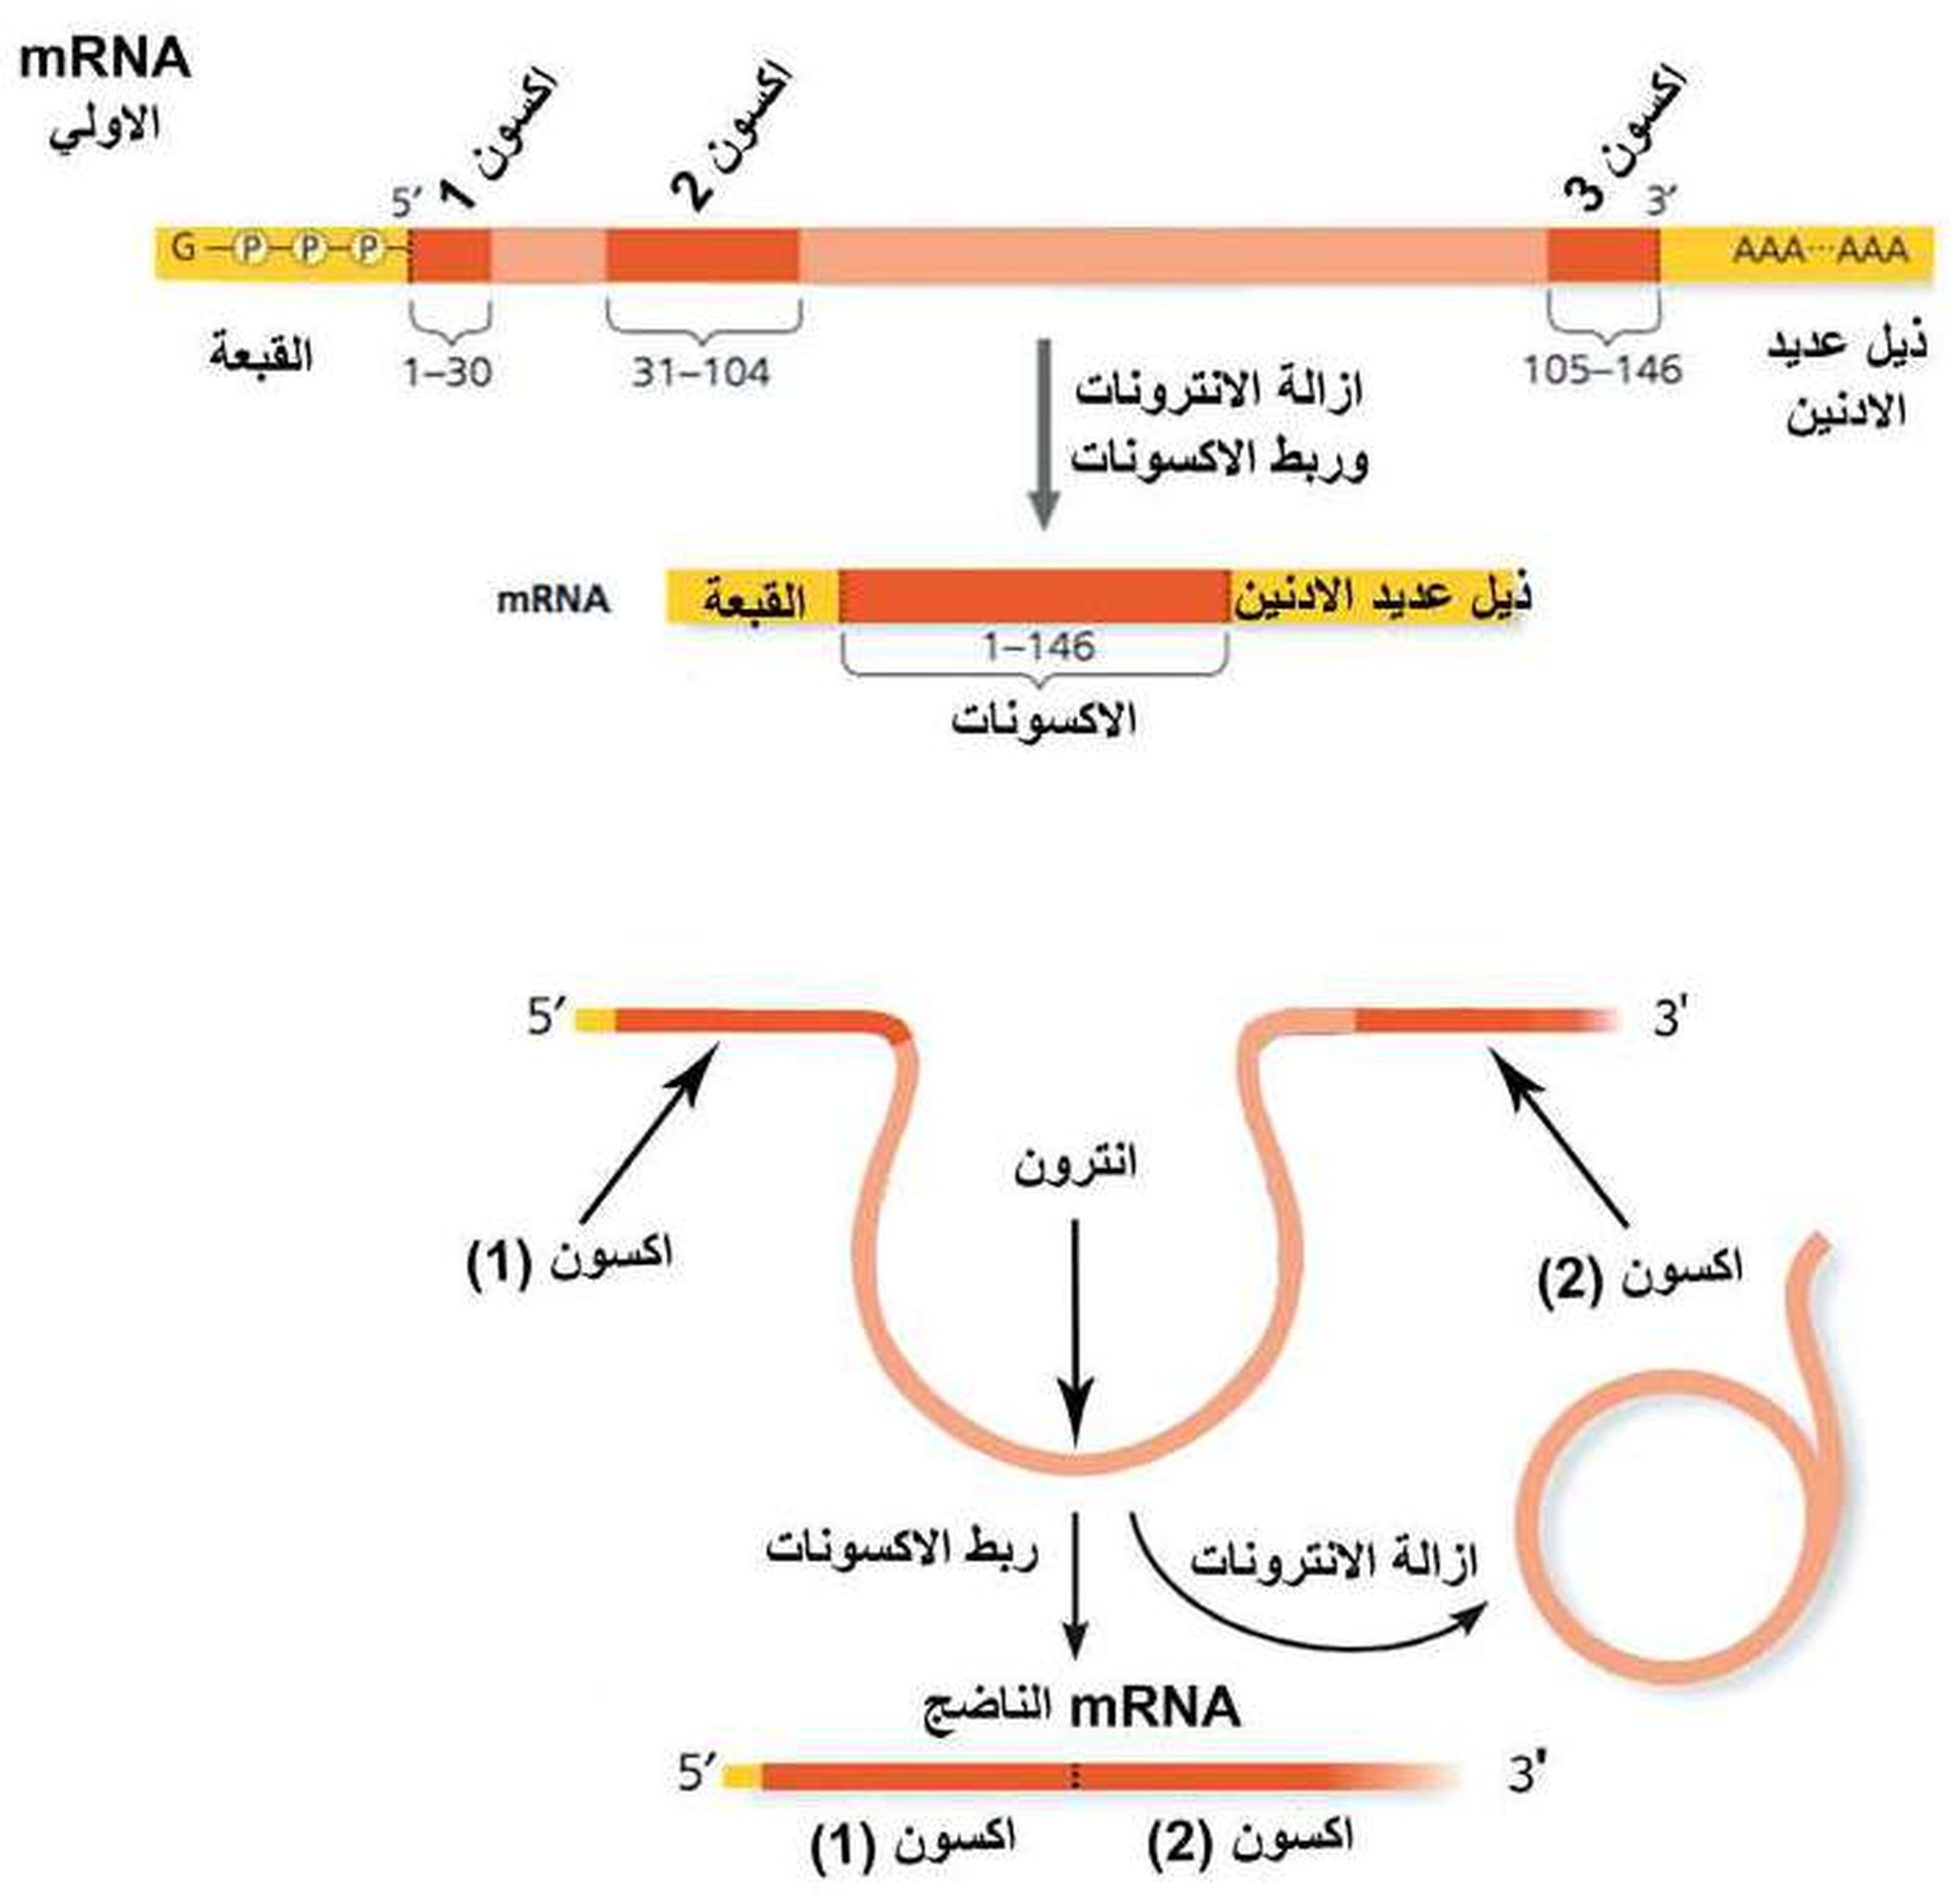 mRNA
الاولي
اكسون 1
اكسون 2
اكسون 3
5′
3′
G P P P
AAA···AAA
القبعة
1–30
31–104
105–146
ذيل عديد
الادنين
ازالة الانترونات
وربط الاكسونات
mRNA
القبعة
ذيل عديد الادنين
1–146
الاكسونات
5′
3'
انترون
اكسون (1)
اكسون (2)
ربط الاكسونات
ازالة الانترونات
mRNA الناضج
5′
3'
اكسون (1)
اكسون (2)